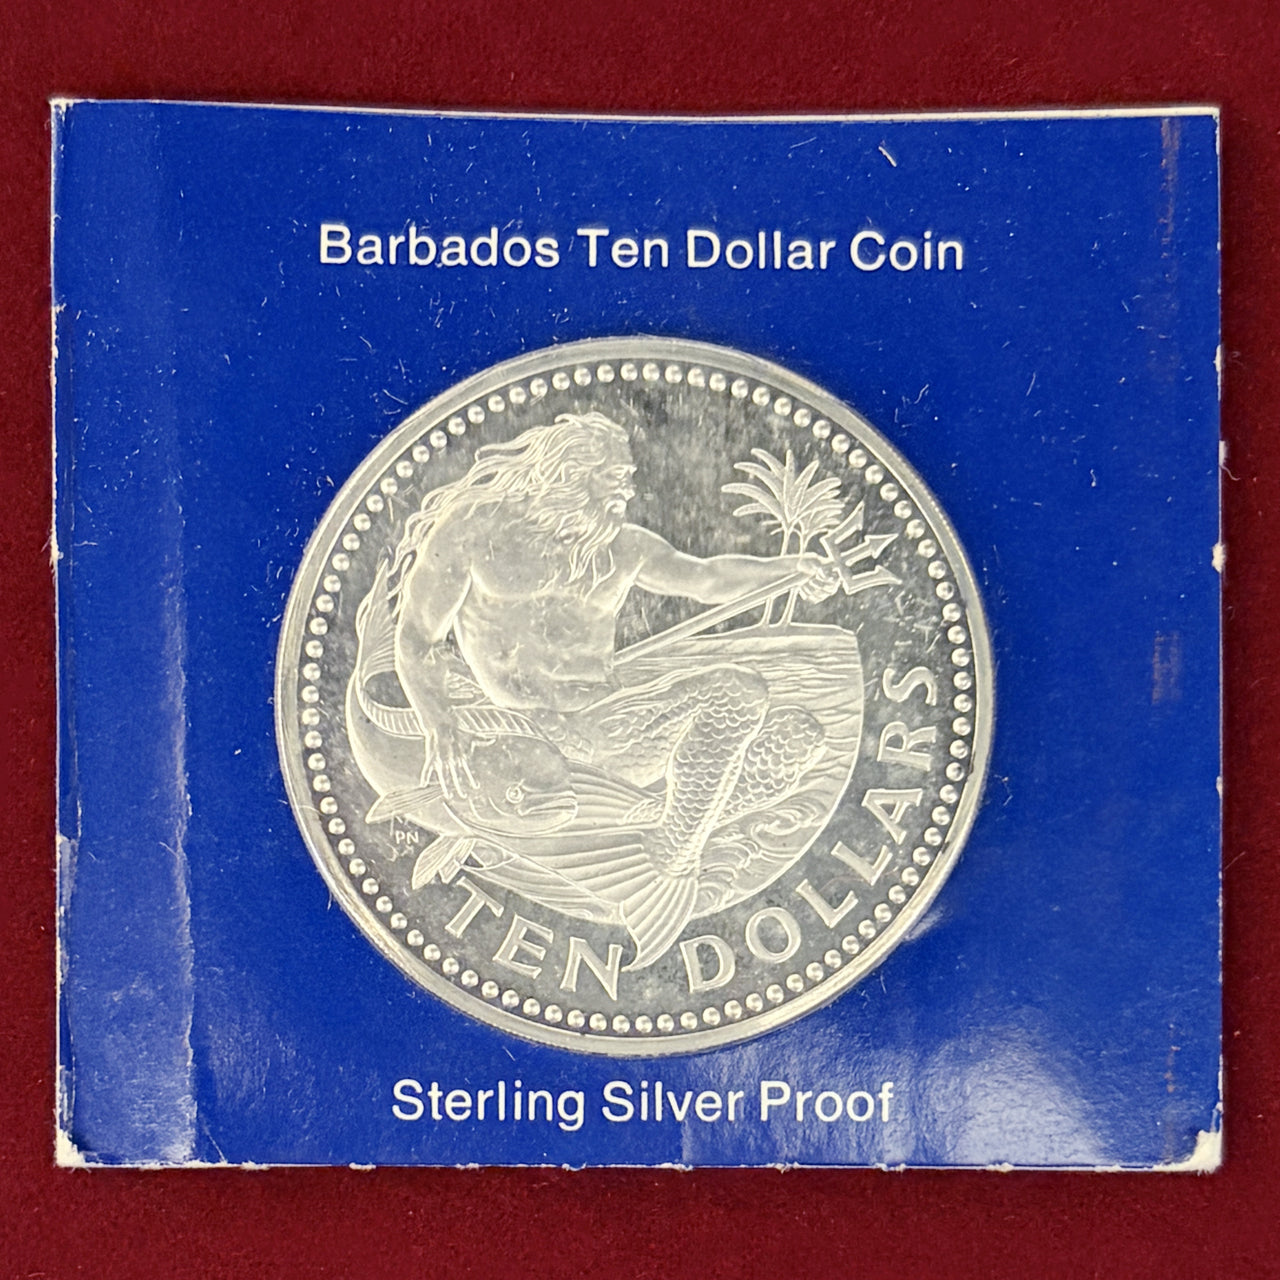 Barbados Ten Dollar Coin
PN
TEN DOLLARS
Sterling Silver Proof